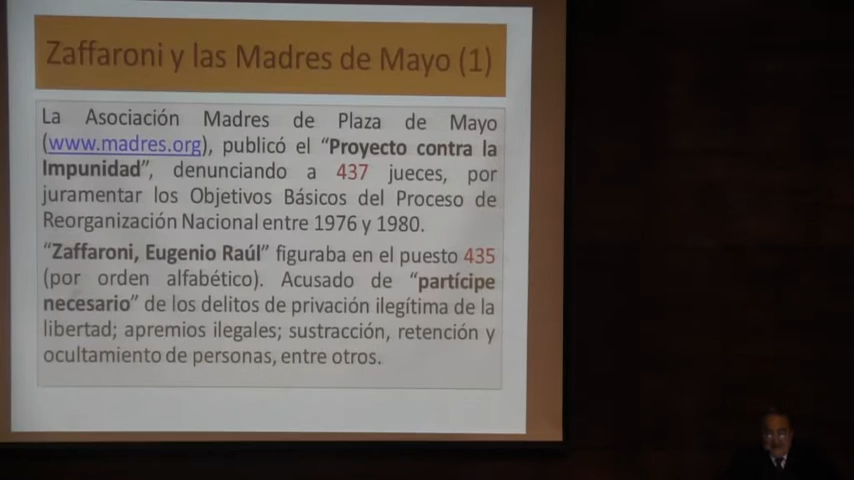 Zaffaroni y las Madres de Mayo (1)
La Asociación Madres de Plaza de Mayo
(www.madres.org), publicó el “Proyecto contra la
Impunidad”, denunciando a 437 jueces, por
juramentar los Objetivos Básicos del Proceso de
Reorganización Nacional entre 1976 y 1980.
“Zaffaroni, Eugenio Raúl” figuraba en el puesto 435
(por orden alfabético). Acusado de “partícipe
necesario” de los delitos de privación ilegítima de la
libertad; apremios ilegales; sustracción, retención y
ocultamiento de personas, entre otros.